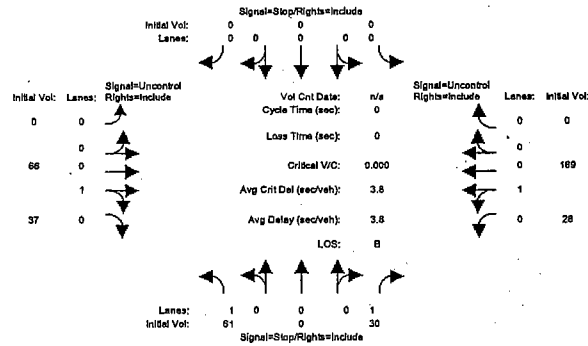 Signal=Stop/Rights=Include
Initial Vol: 0 0 0
Lanes: 0 0 0 0 0
Signal=Uncontrol
Initial Vol: Lanes: Rights=Include
Vol Cnt Date: n/a
Cycle Time (sec): 0
Signal=Uncontrol
Rights=Include Lanes: Initial Vol:
0 0
Loss Time (sec): 0
0 0
0
0
66 0
Critical V/C: 0.000
0 189
1
Avg Crit Del (sec/veh): 3.8
1
37 0
Avg Delay (sec/veh): 3.8
0 28
LOS: B
Lanes: 1 0 0 0 1
Initial Vol: 61 0 30
Signal=Stop/Rights=Include